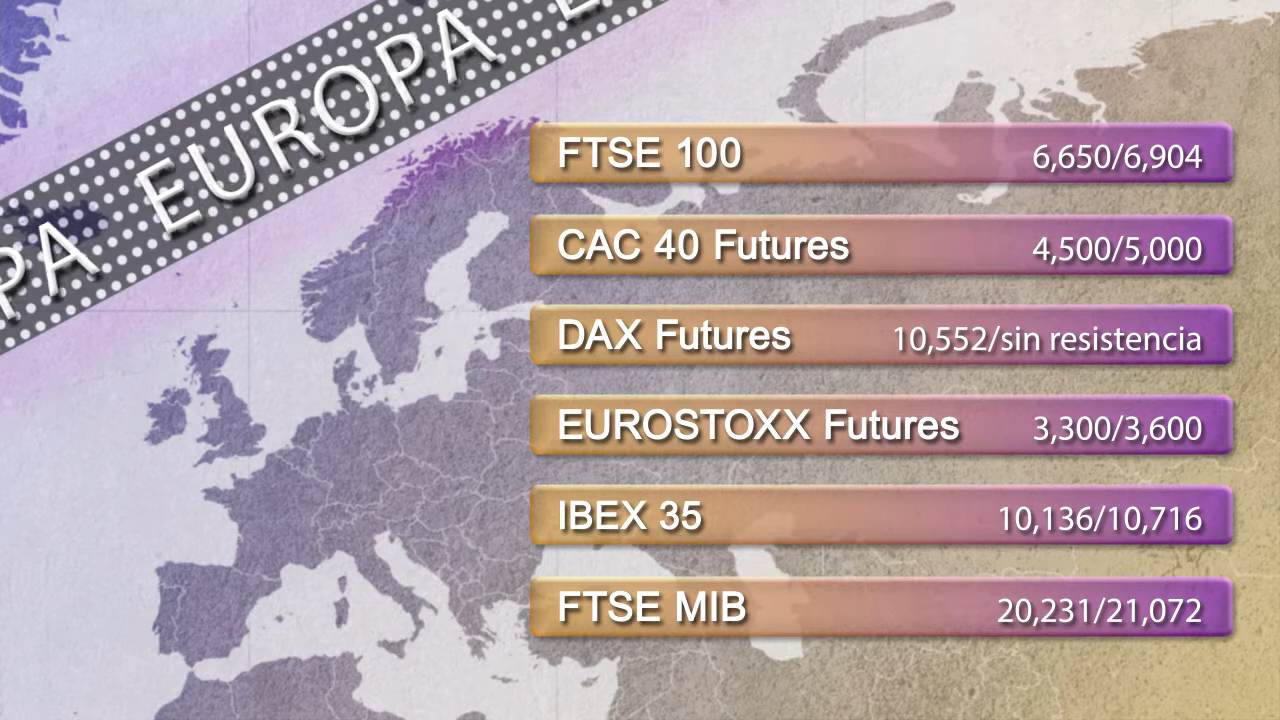 PA EUROPA E
FTSE 100 6,650/6,904
CAC 40 Futures 4,500/5,000
DAX Futures 10,552/sin resistencia
EUROSTOXX Futures 3,300/3,600
IBEX 35 10,136/10,716
FTSE MIB 20,231/21,072